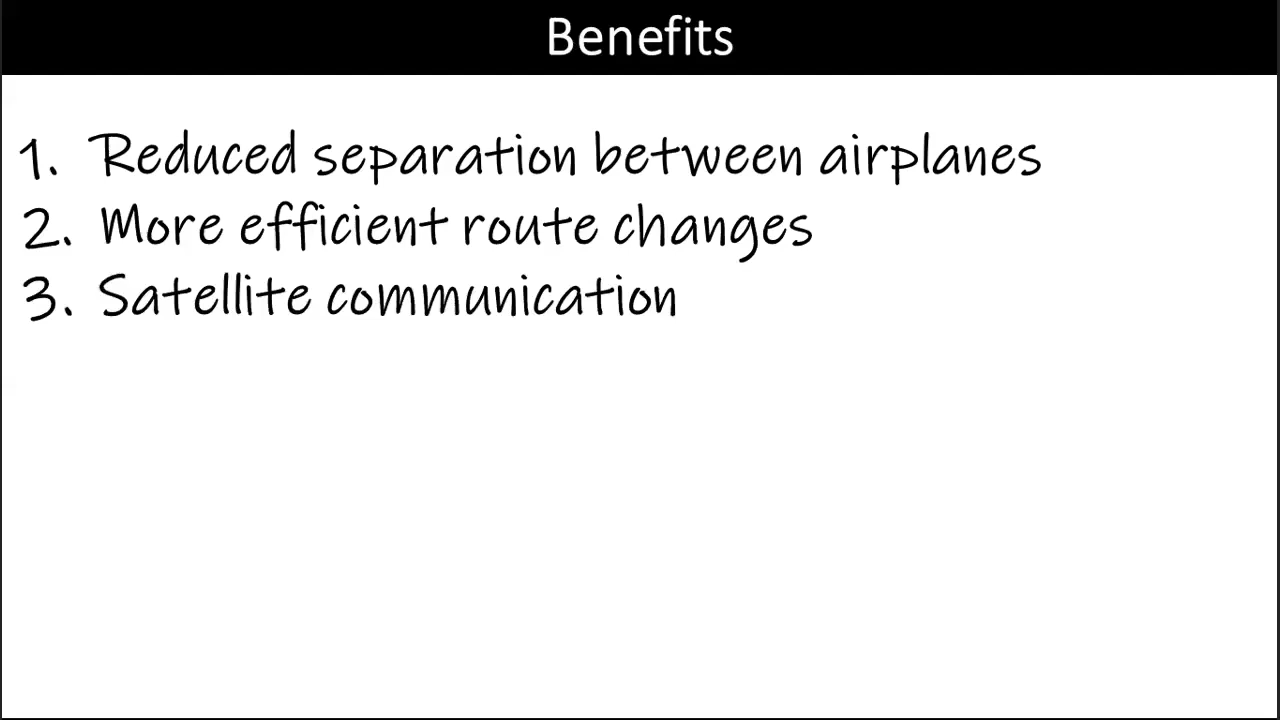 Benefits
1. Reduced separation between airplanes
2. More efficient route changes
3. Satellite communication